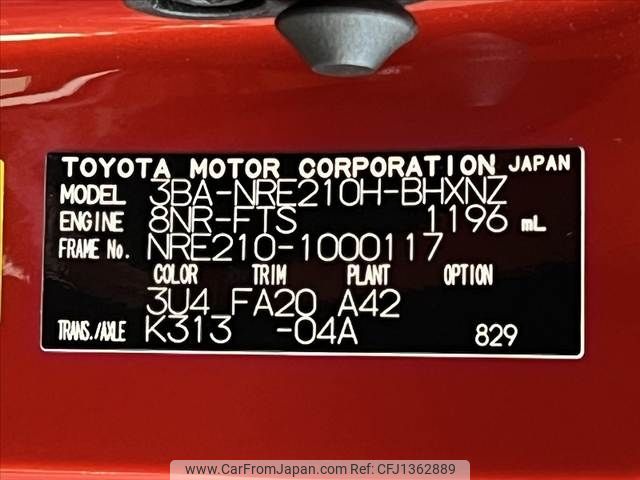 TOYOTA MOTOR CORPORATION JAPAN
MODEL 3BA-NRE210H-BHXNZ
ENGINE 8NR-FTS 1196 mL
FRAME No. NRE210-1000117
COLOR TRIM PLANT OPTION
3U4 FA20 A42
TRANS./AXLE K313 -04A 829
www.CarFromJapan.com CFJ1362889